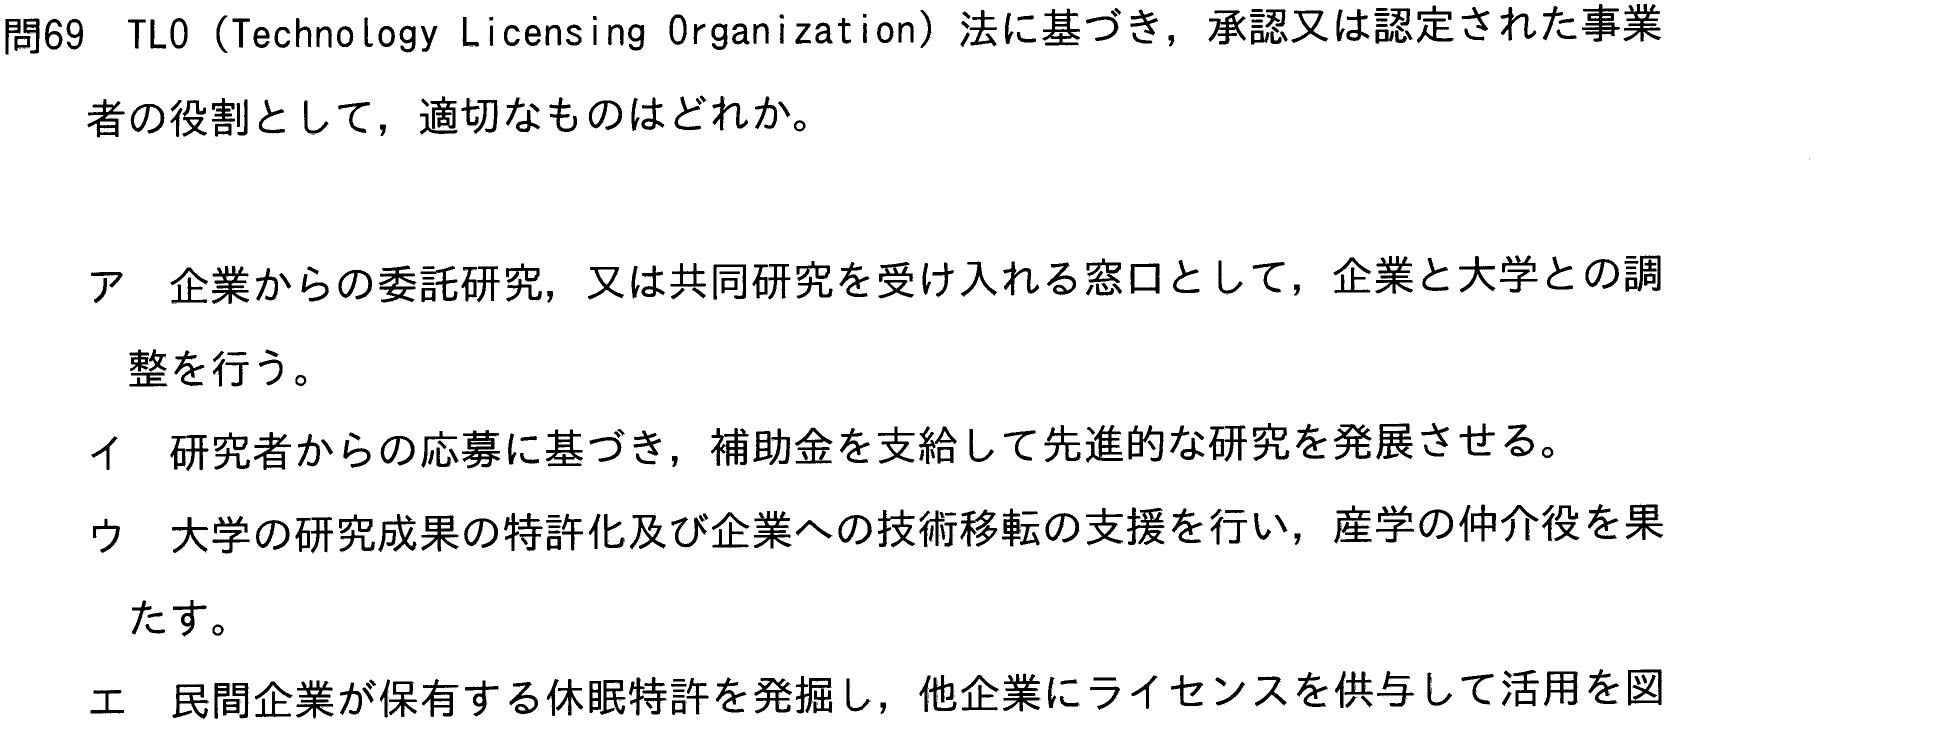 問69 TLO (Technology Licensing Organization) 法に基づき，承認又は認定された事業
者の役割として，適切なものはどれか。
ア 企業からの委託研究，又は共同研究を受け入れる窓口として，企業と大学との調
整を行う。
イ 研究者からの応募に基づき，補助金を支給して先進的な研究を発展させる。
ウ 大学の研究成果の特許化及び企業への技術移転の支援を行い，産学の仲介役を果
たす。
エ 民間企業が保有する休眠特許を発掘し，他企業にライセンスを供与して活用を図